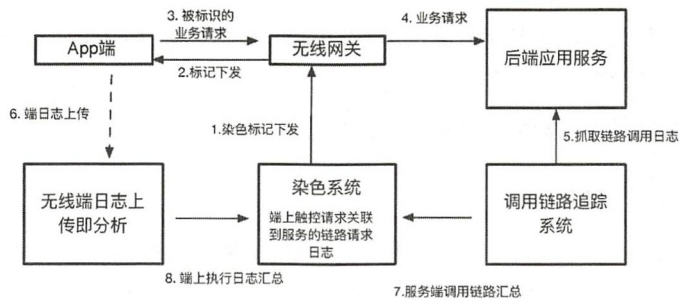 3. 被标识的
业务请求
4. 业务请求
App端
无线网关
后端应用服务
2.标记下发
6. 端日志上传
1.染色标记下发
5.抓取链路调用日志
无线端日志上
传即分析
染色系统
端上触控请求关联
到服务的链路请求
日志
调用链路追踪
系统
8. 端上执行日志汇总
7.服务端调用链路汇总